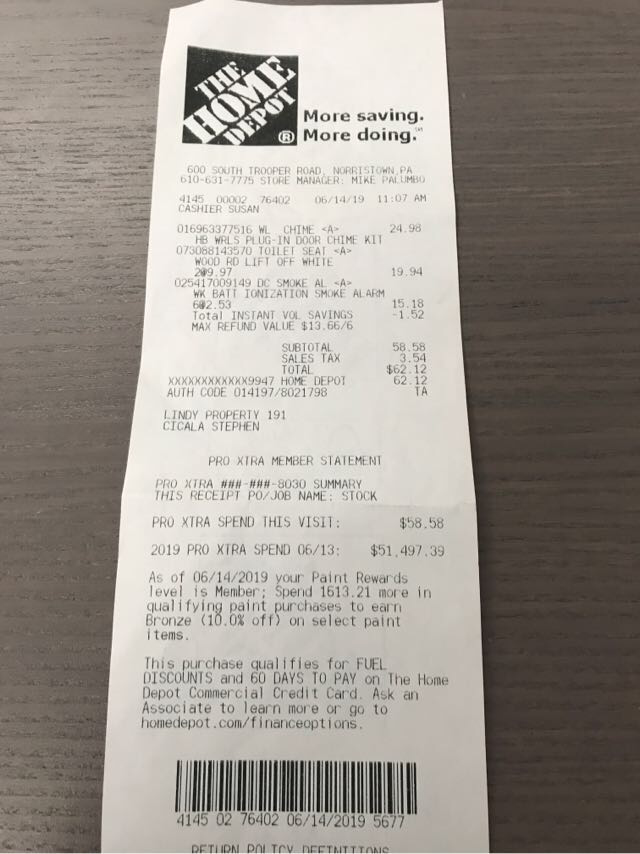 THE
HOME
DEPOT
®
More saving.
More doing.℠
600 SOUTH TROOPER ROAD, NORRISTOWN,PA
610-631-7775 STORE MANAGER: MIKE PALUMBO
4145 00002 76402 06/14/19 11:07 AM
CASHIER SUSAN
016963377516 WL CHIME <A> 24.98
HB WRLS PLUG-IN DOOR CHIME KIT
073088143570 TOILET SEAT <A>
WOOD RD LIFT OFF WHITE
2@9.97 19.94
025417009149 DC SMOKE AL <A>
WK BATT IONIZATION SMOKE ALARM
6@2.53 15.18
Total INSTANT VOL SAVINGS -1.52
MAX REFUND VALUE $13.66/6
SUBTOTAL 58.58
SALES TAX 3.54
TOTAL $62.12
XXXXXXXXXXXX9947 HOME DEPOT 62.12
AUTH CODE 014197/8021798 TA
LINDY PROPERTY 191
CICALA STEPHEN
PRO XTRA MEMBER STATEMENT
PRO XTRA ###-###-8030 SUMMARY
THIS RECEIPT PO/JOB NAME: STOCK
PRO XTRA SPEND THIS VISIT: $58.58
2019 PRO XTRA SPEND 06/13: $51,497.39
As of 06/14/2019 your Paint Rewards
level is Member; Spend 1613.21 more in
qualifying paint purchases to earn
Bronze (10.0% off) on select paint
items.
This purchase qualifies for FUEL
DISCOUNTS and 60 DAYS TO PAY on The Home
Depot Commercial Credit Card. Ask an
Associate to learn more or go to
homedepot.com/financeoptions.
4145 02 76402 06/14/2019 5677
RETURN POLICY DEFINITIONS